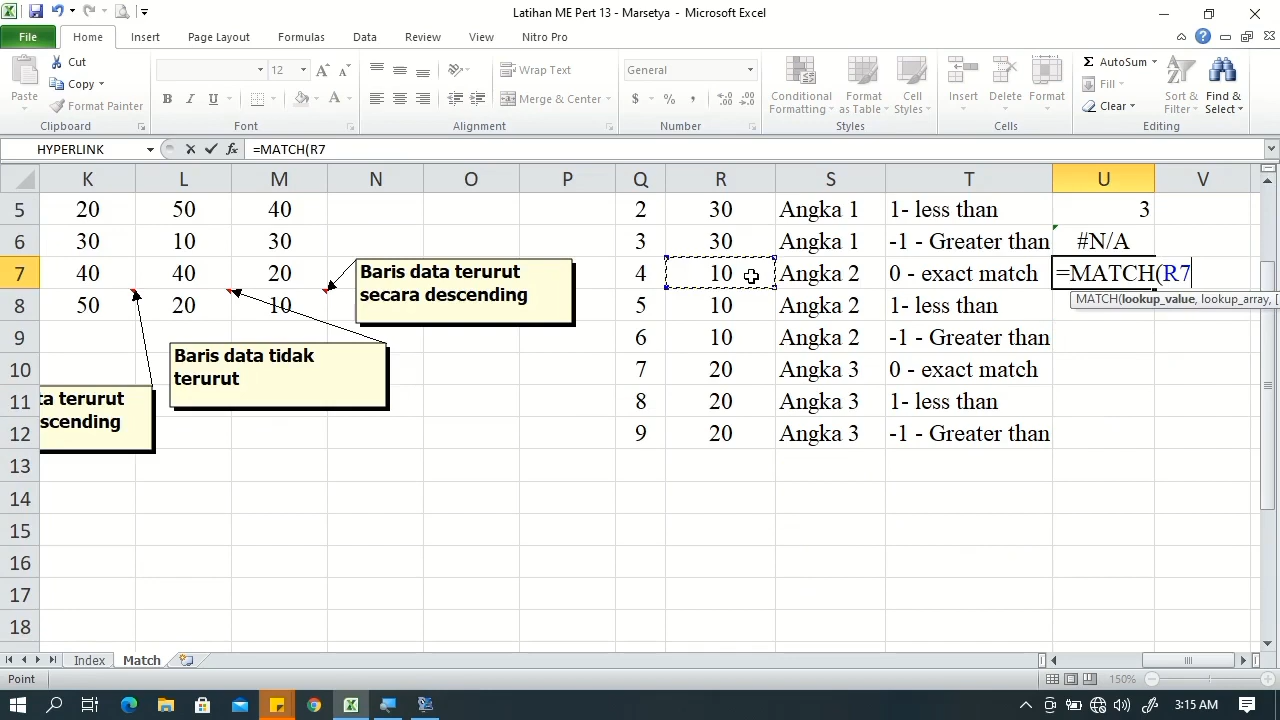 Latihan ME Pert 13 - Marsetya - Microsoft Excel
File Home Insert Page Layout Formulas Data Review View Nitro Pro
Paste Cut Copy Format Painter
12
Wrap Text
Merge & Center
General
Conditional Formatting
Format as Table
Cell Styles
Insert Delete Format
AutoSum Fill Clear
Sort & Filter
Find & Select
Clipboard Font Alignment Number Styles Cells Editing
HYPERLINK =MATCH(R7
K L M N O P Q R S T U V
5 20 50 40 2 30 Angka 1 1- less than 3
6 30 10 30 3 30 Angka 1 -1 - Greater than #N/A
7 40 40 20 4 10 Angka 2 0 - exact match =MATCH(R7
MATCH(lookup_value, lookup_array, [
8 50 20 10 5 10 Angka 2 1- less than
9 6 10 Angka 2 -1 - Greater than
10 7 20 Angka 3 0 - exact match
11 8 20 Angka 3 1- less than
12 9 20 Angka 3 -1 - Greater than
13
14
15
16
17
18
Baris data terurut
secara descending
Baris data tidak
terurut
ta terurut
scending
Index Match
Point 150%
3:15 AM